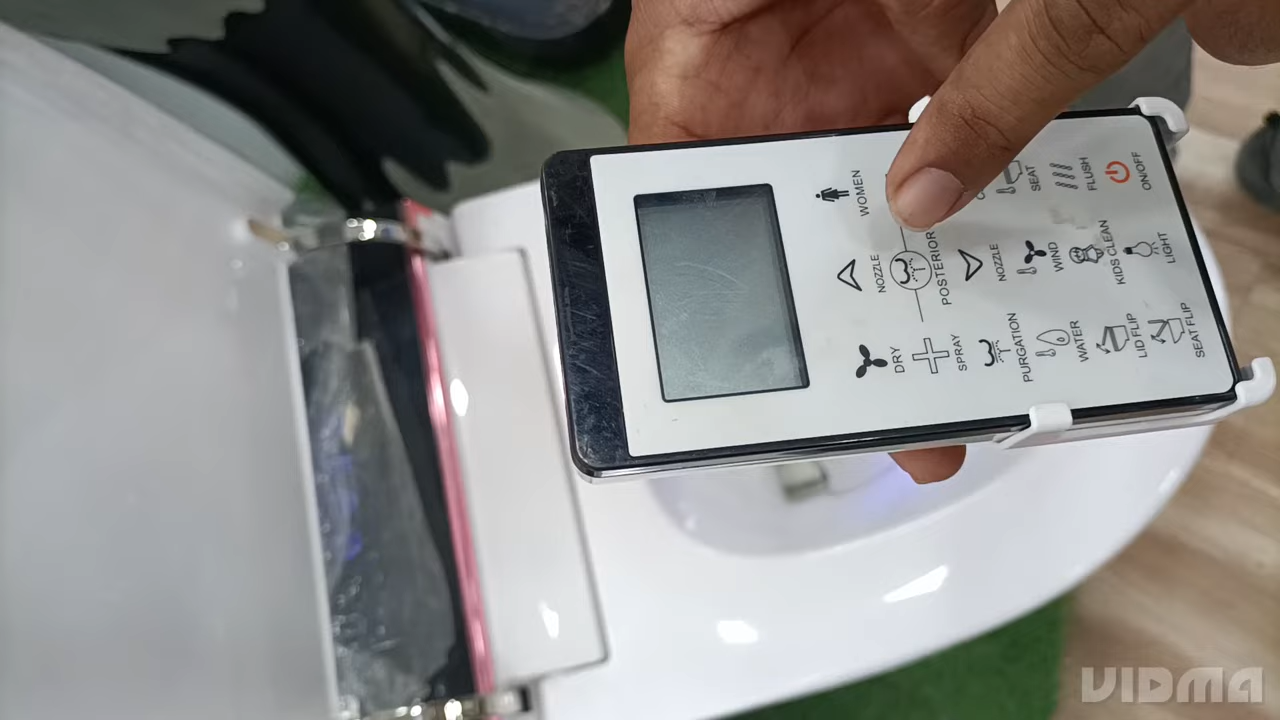 DRY NOZZLE WOMEN
SPRAY POSTERIOR
PURGATION NOZZLE
WATER WIND SEAT
LID FLIP KIDS CLEAN FLUSH
SEAT FLIP LIGHT ON/OFF
VIDMA